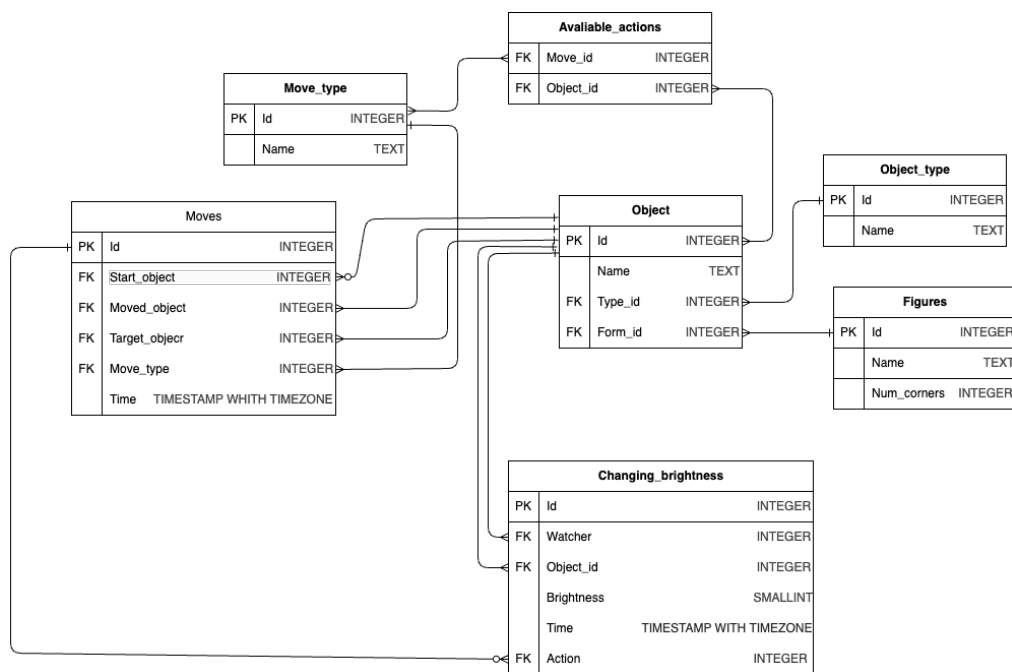 Avaliable_actions
FK Move_id INTEGER
FK Object_id INTEGER
Move_type
PK Id INTEGER
Name TEXT
Object_type
PK Id INTEGER
Name TEXT
Moves
PK Id INTEGER
FK Start_object INTEGER
FK Moved_object INTEGER
FK Target_objecr INTEGER
FK Move_type INTEGER
Time TIMESTAMP WHITH TIMEZONE
Object
PK Id INTEGER
Name TEXT
FK Type_id INTEGER
FK Form_id INTEGER
Figures
PK Id INTEGER
Name TEXT
Num_corners INTEGER
Changing_brightness
PK Id INTEGER
FK Watcher INTEGER
FK Object_id INTEGER
Brightness SMALLINT
Time TIMESTAMP WITH TIMEZONE
FK Action INTEGER